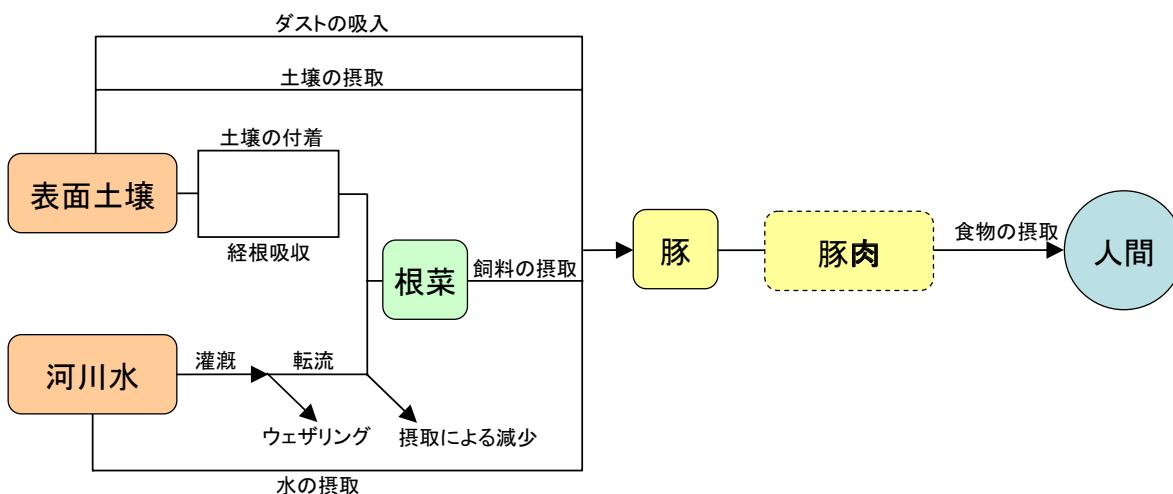 ダストの吸入
土壌の摂取
土壌の付着
表面土壌
経根吸収
根菜
飼料の摂取
豚
豚肉
食物の摂取
人間
河川水
灌漑
転流
ウェザリング
摂取による減少
水の摂取